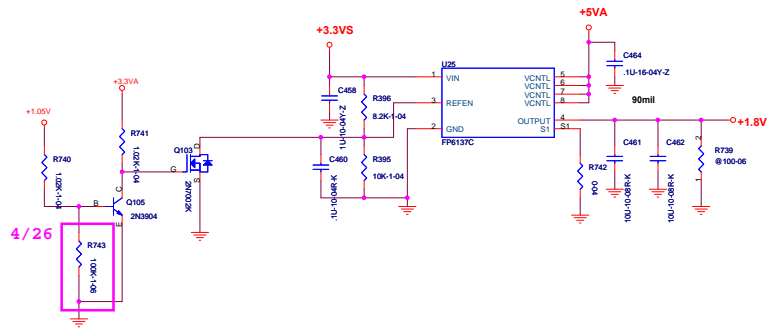 +5VA
+3.3VS
C464
.1U-16-04Y-Z
U25
+3.3VA
1
VIN
VCNTL
5
VCNTL
6
VCNTL
7
VCNTL
8
90mil
C458
1U-10-04Y-Z
R396
8.2K-1-04
3
REFEN
+1.05V
2
GND
OUTPUT
4
S1
S1
+1.8V
FP6137C
R741
1.02K-1-04
Q103
D
G
S
2N7002K
C460
R395
10K-1-04
C461
10U-10-08R-K
C462
10U-10-08R-K
2
R739
@100-06
1
R740
1.02K-1-04
R742
0-04
C
B
E
Q105
2N3904
4/26
R743
100K-1-06